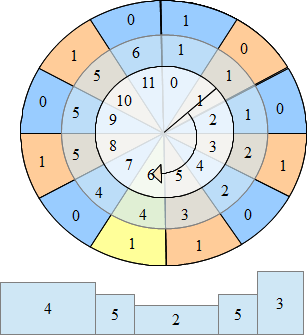 0 1
1 6 1 0
5 11 0 1
0 10 1
5 9 2 1 0
1 5 8 3 2 1
7 6 5 4
4 2
0 4 3 0
1 1
4 5 2 5 3